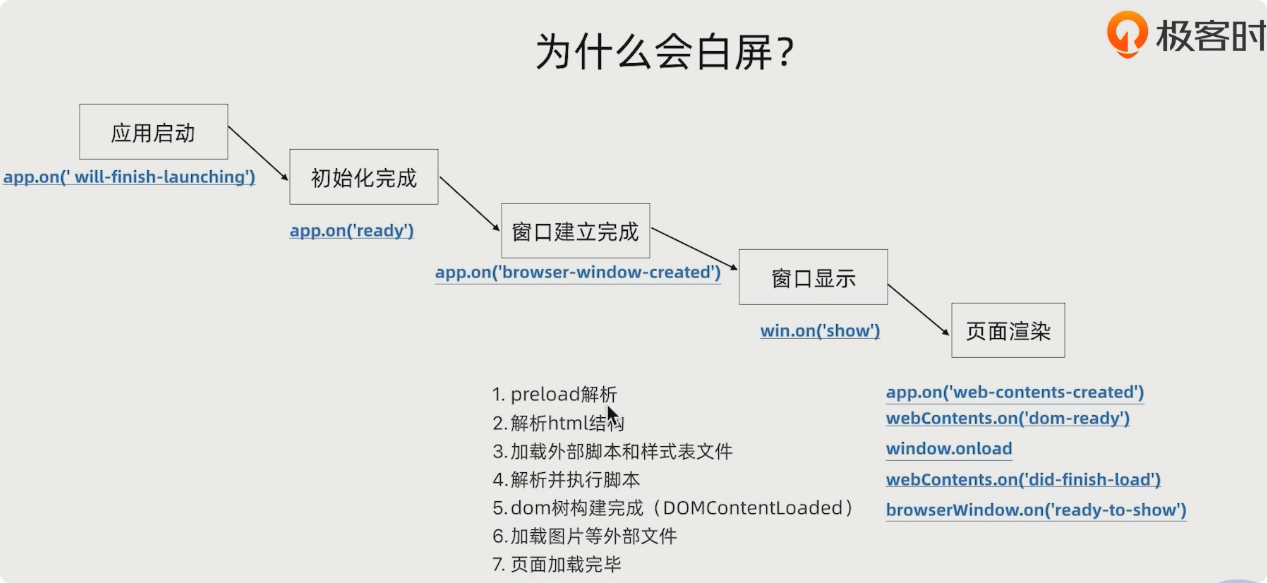 为什么会白屏？
极客时
应用启动
app.on(' will-finish-launching')
初始化完成
app.on('ready')
窗口建立完成
app.on('browser-window-created')
窗口显示
win.on('show')
页面渲染
1. preload解析
2.解析html结构
3.加载外部脚本和样式表文件
4.解析并执行脚本
5.dom树构建完成（DOMContentLoaded）
6.加载图片等外部文件
7. 页面加载完毕
app.on('web-contents-created')
webContents.on('dom-ready')
window.onload
webContents.on('did-finish-load')
browserWindow.on('ready-to-show')